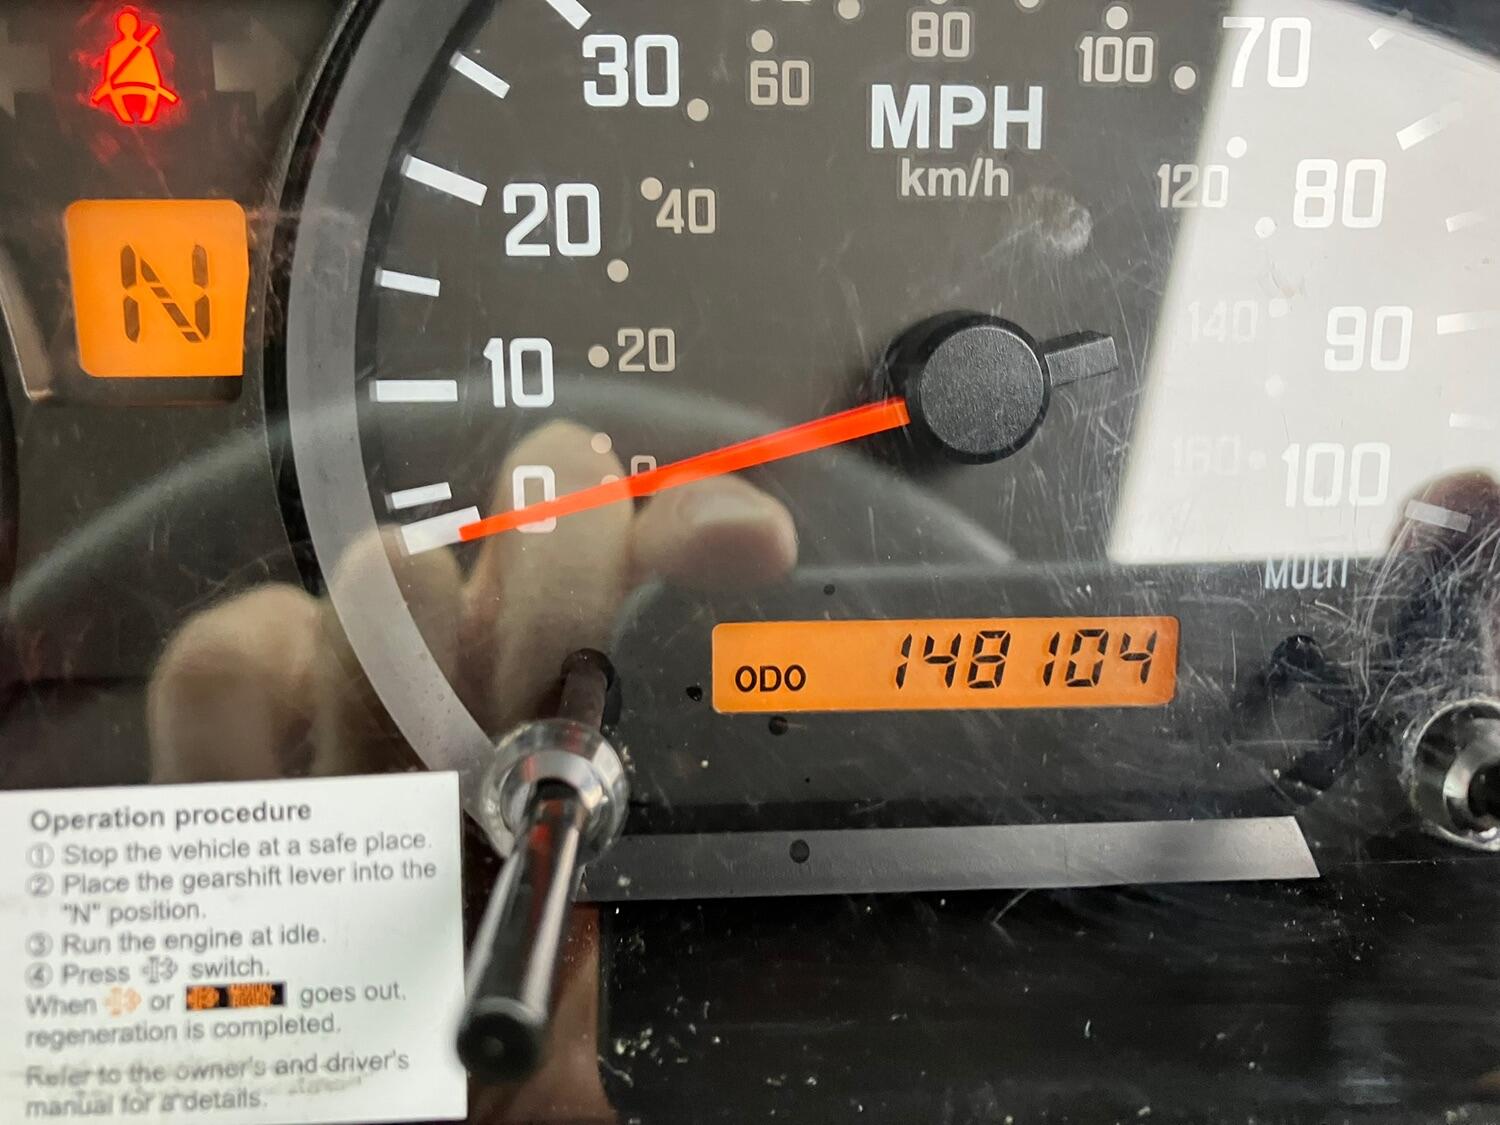 30
60
80
100
70
MPH
km/h
20
40
120
80
N
10
20
140
90
0
0
160
100
MULTI
ODO 148104
Operation procedure
① Stop the vehicle at a safe place.
② Place the gearshift lever into the
"N" position.
③ Run the engine at idle.
④ Press switch.
When or goes out.
regeneration is completed.
Refer to the owner's and driver's
manual for a details.